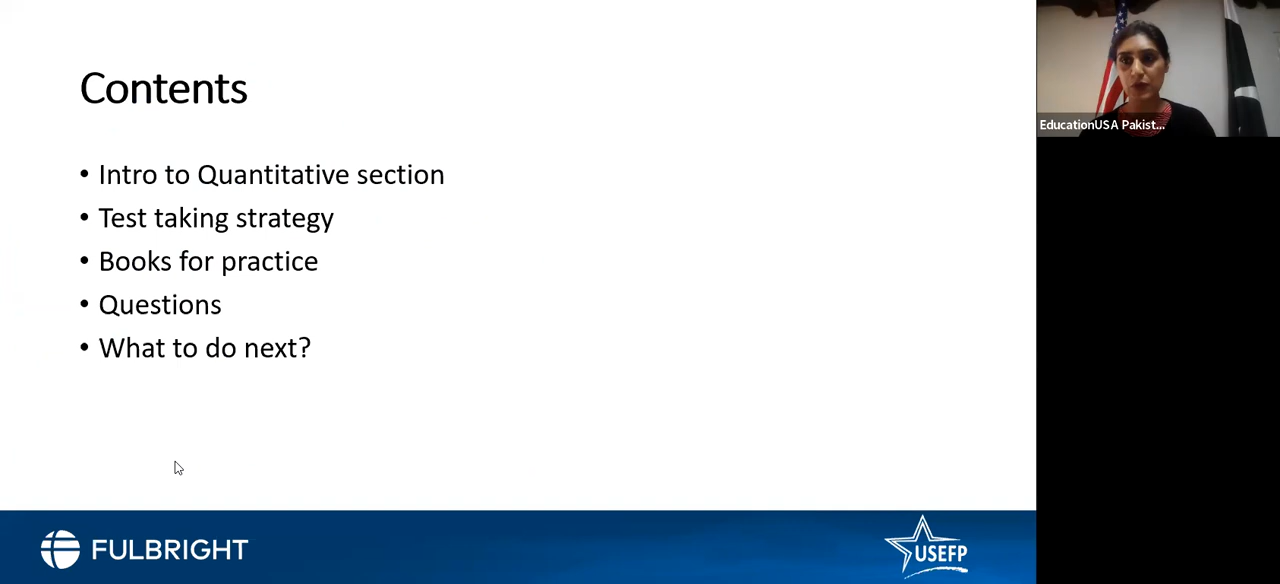 Contents
• Intro to Quantitative section
• Test taking strategy
• Books for practice
• Questions
• What to do next?
EducationUSA Pakist...
FULBRIGHT
USEFP